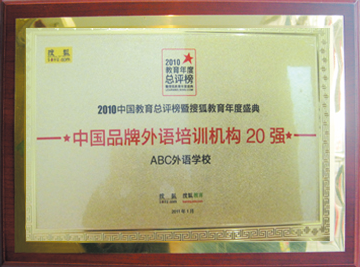 搜狐
SOHU.com
2010
教育年度
总评榜
2010中国教育总评榜暨搜狐教育年度盛典
中国品牌外语培训机构 20 强
ABC外语学校
搜狐 搜狐教育
2011年1月